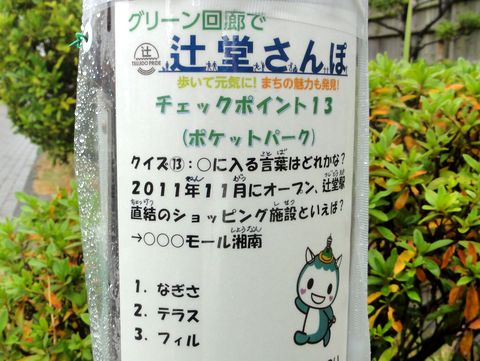 グリーン回廊で
辻
TSUJIDO PRIDE
辻堂さんぽ
歩いて元気に!まちの魅力も発見!
チェックポイント13
(ポケットパーク)
クイズ⑬:○に入る言葉はどれかな?
2011年11月にオープン、辻堂駅
直結のショッピング施設といえば?
→○○○モール湘南
1. なぎさ
2. テラス
3. フィル